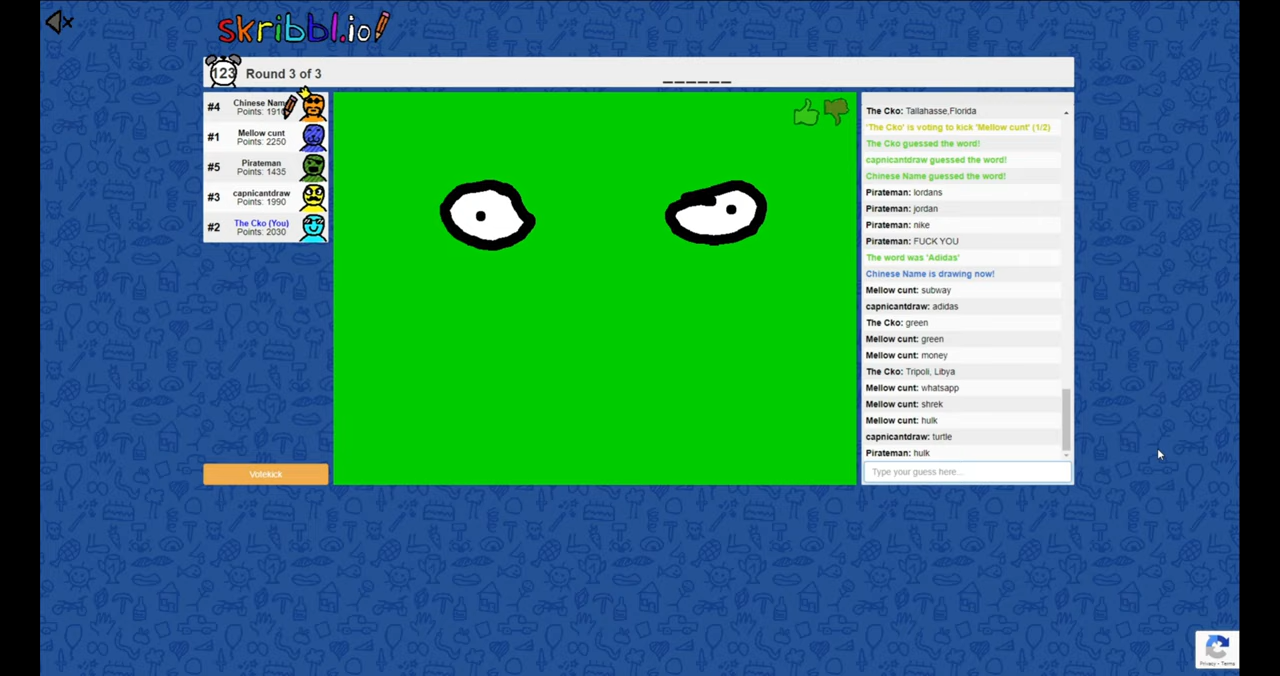 skribbl.io
123
Round 3 of 3
______
#4
Chinese Nam
Points: 1910
#1
Mellow cunt
Points: 2250
#5
Pirateman
Points: 1435
#3
capnicantdraw
Points: 1990
#2
The Cko (You)
Points: 2030
Votekick
The Cko: Tallahasse,Florida
'The Cko' is voting to kick 'Mellow cunt' (1/2)
The Cko guessed the word!
capnicantdraw guessed the word!
Chinese Name guessed the word!
Pirateman: lordans
Pirateman: jordan
Pirateman: nike
Pirateman: FUCK YOU
The word was 'Adidas'
Chinese Name is drawing now!
Mellow cunt: subway
capnicantdraw: adidas
The Cko: green
Mellow cunt: green
Mellow cunt: money
The Cko: Tripoli, Libya
Mellow cunt: whatsapp
Mellow cunt: shrek
Mellow cunt: hulk
capnicantdraw: turtle
Pirateman: hulk
Type your guess here...
Privacy - Terms